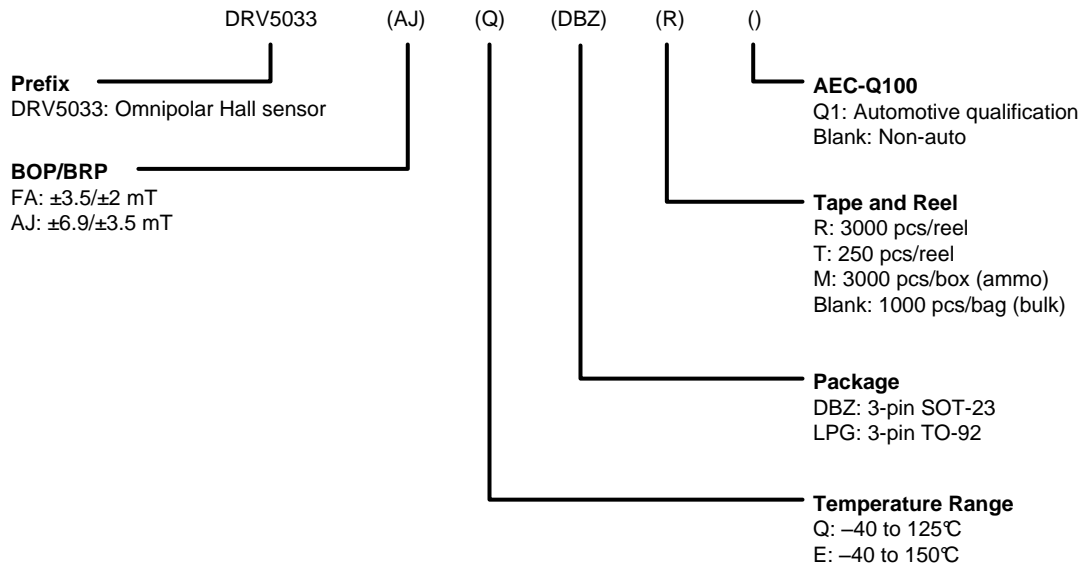 DRV5033 (AJ) (Q) (DBZ) (R) ()
Prefix
DRV5033: Omnipolar Hall sensor
BOP/BRP
FA: ±3.5/±2 mT
AJ: ±6.9/±3.5 mT
AEC-Q100
Q1: Automotive qualification
Blank: Non-auto
Tape and Reel
R: 3000 pcs/reel
T: 250 pcs/reel
M: 3000 pcs/box (ammo)
Blank: 1000 pcs/bag (bulk)
Package
DBZ: 3-pin SOT-23
LPG: 3-pin TO-92
Temperature Range
Q: –40 to 125℃
E: –40 to 150℃